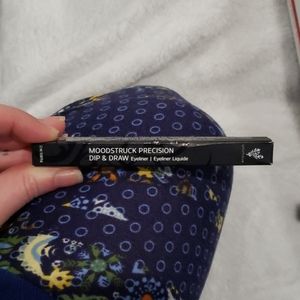 MOODSTRUCK PRECISION
DIP & DRAW Eyeliner | Eyeliner Liquide